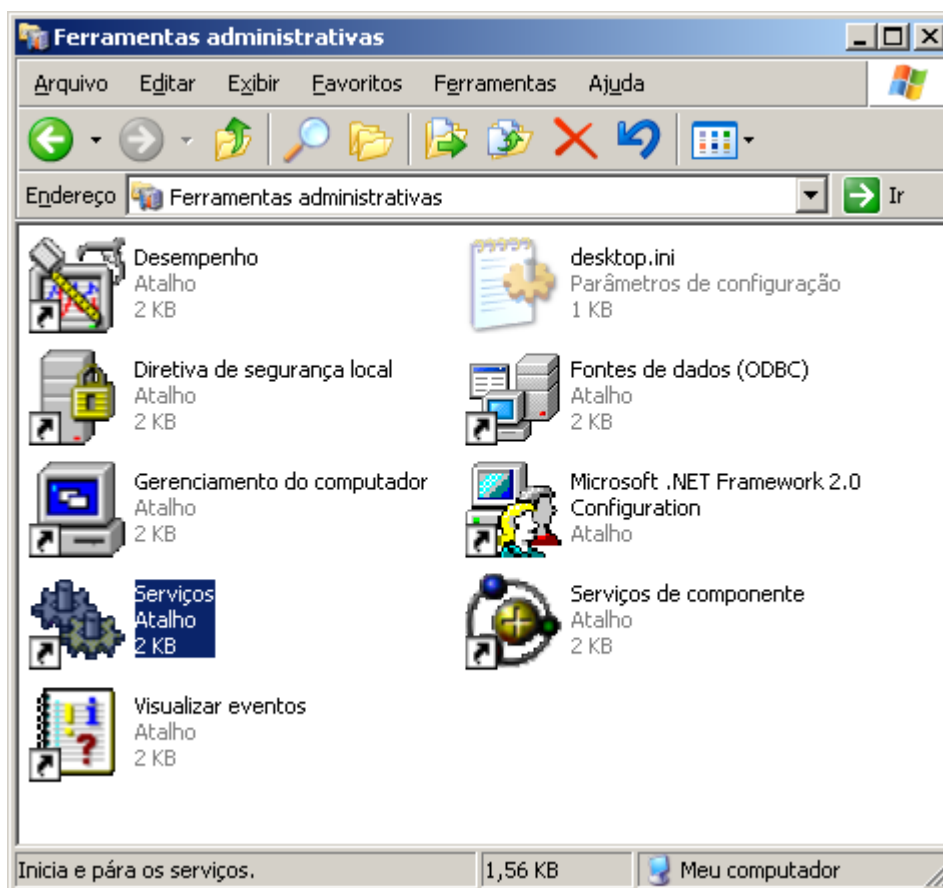 Ferramentas administrativas
Arquivo Editar Exibir Favoritos Ferramentas Ajuda
Endereço Ferramentas administrativas Ir
Desempenho
Atalho
2 KB
desktop.ini
Parâmetros de configuração
1 KB
Diretiva de segurança local
Atalho
2 KB
Fontes de dados (ODBC)
Atalho
2 KB
Gerenciamento do computador
Atalho
2 KB
Microsoft .NET Framework 2.0
Configuration
Atalho
Serviços
Atalho
2 KB
Serviços de componente
Atalho
2 KB
Visualizar eventos
Atalho
2 KB
Inicia e pára os serviços. 1,56 KB Meu computador